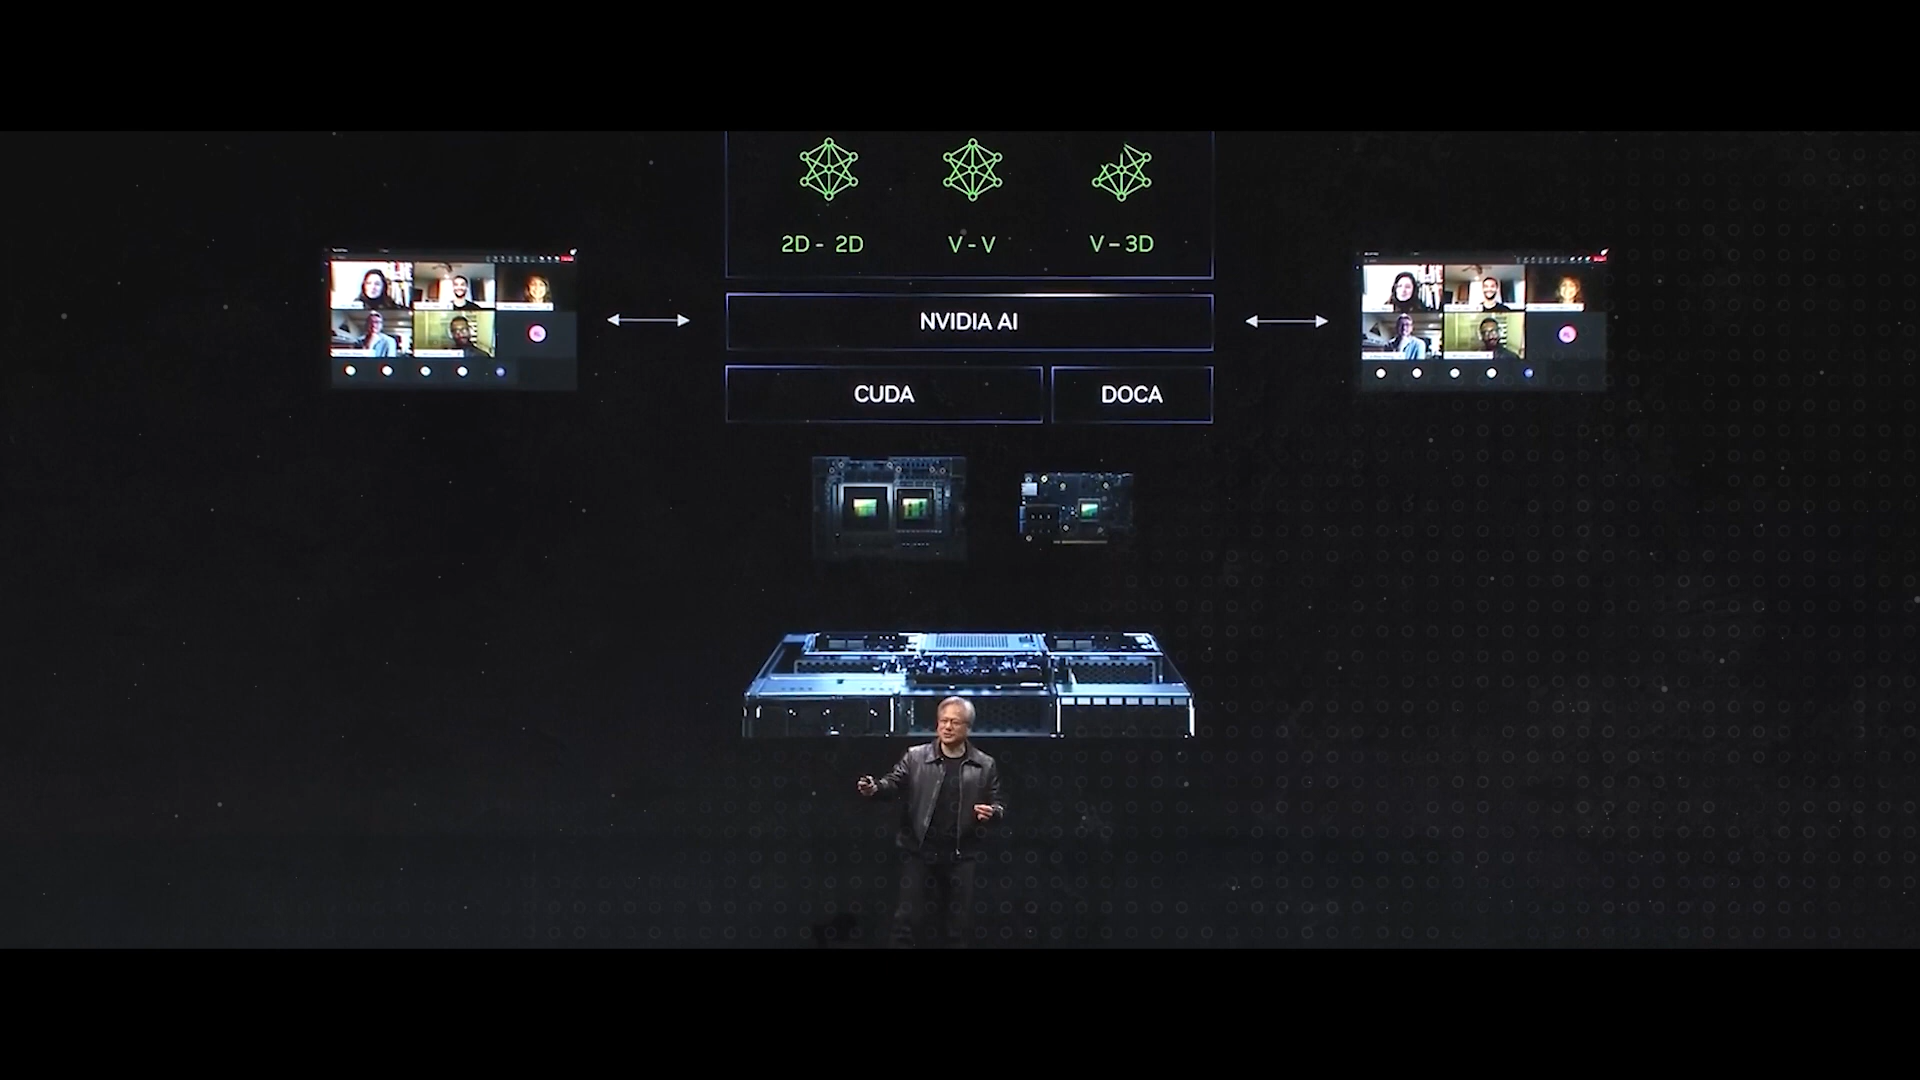 2D - 2D
V - V
V - 3D
NVIDIA AI
CUDA
DOCA